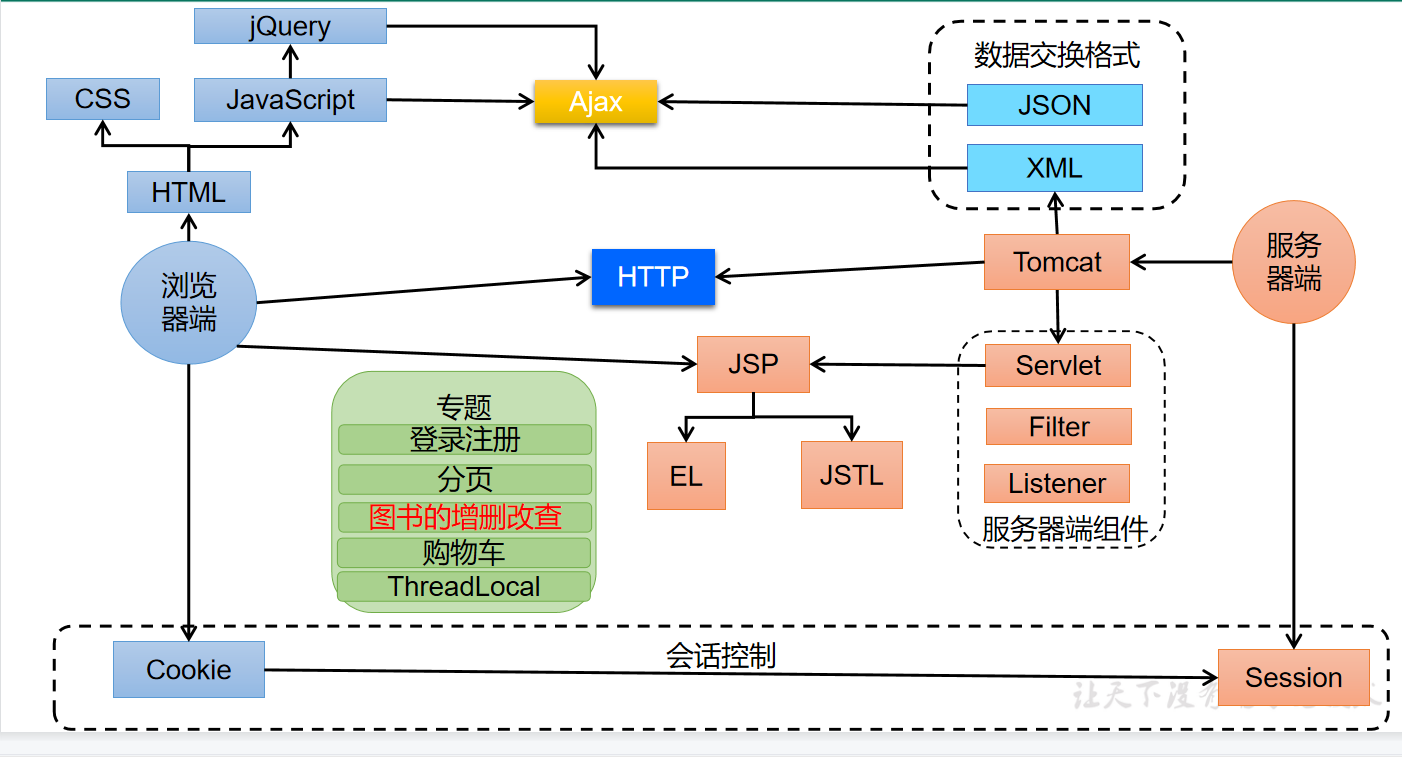 jQuery
数据交换格式
CSS
JavaScript
Ajax
JSON
XML
HTML
浏览
器端
HTTP
Tomcat
服务
器端
JSP
Servlet
专题
登录注册
分页
图书的增删改查
购物车
ThreadLocal
EL
JSTL
Filter
Listener
服务器端组件
会话控制
Cookie
Session
让天下没有